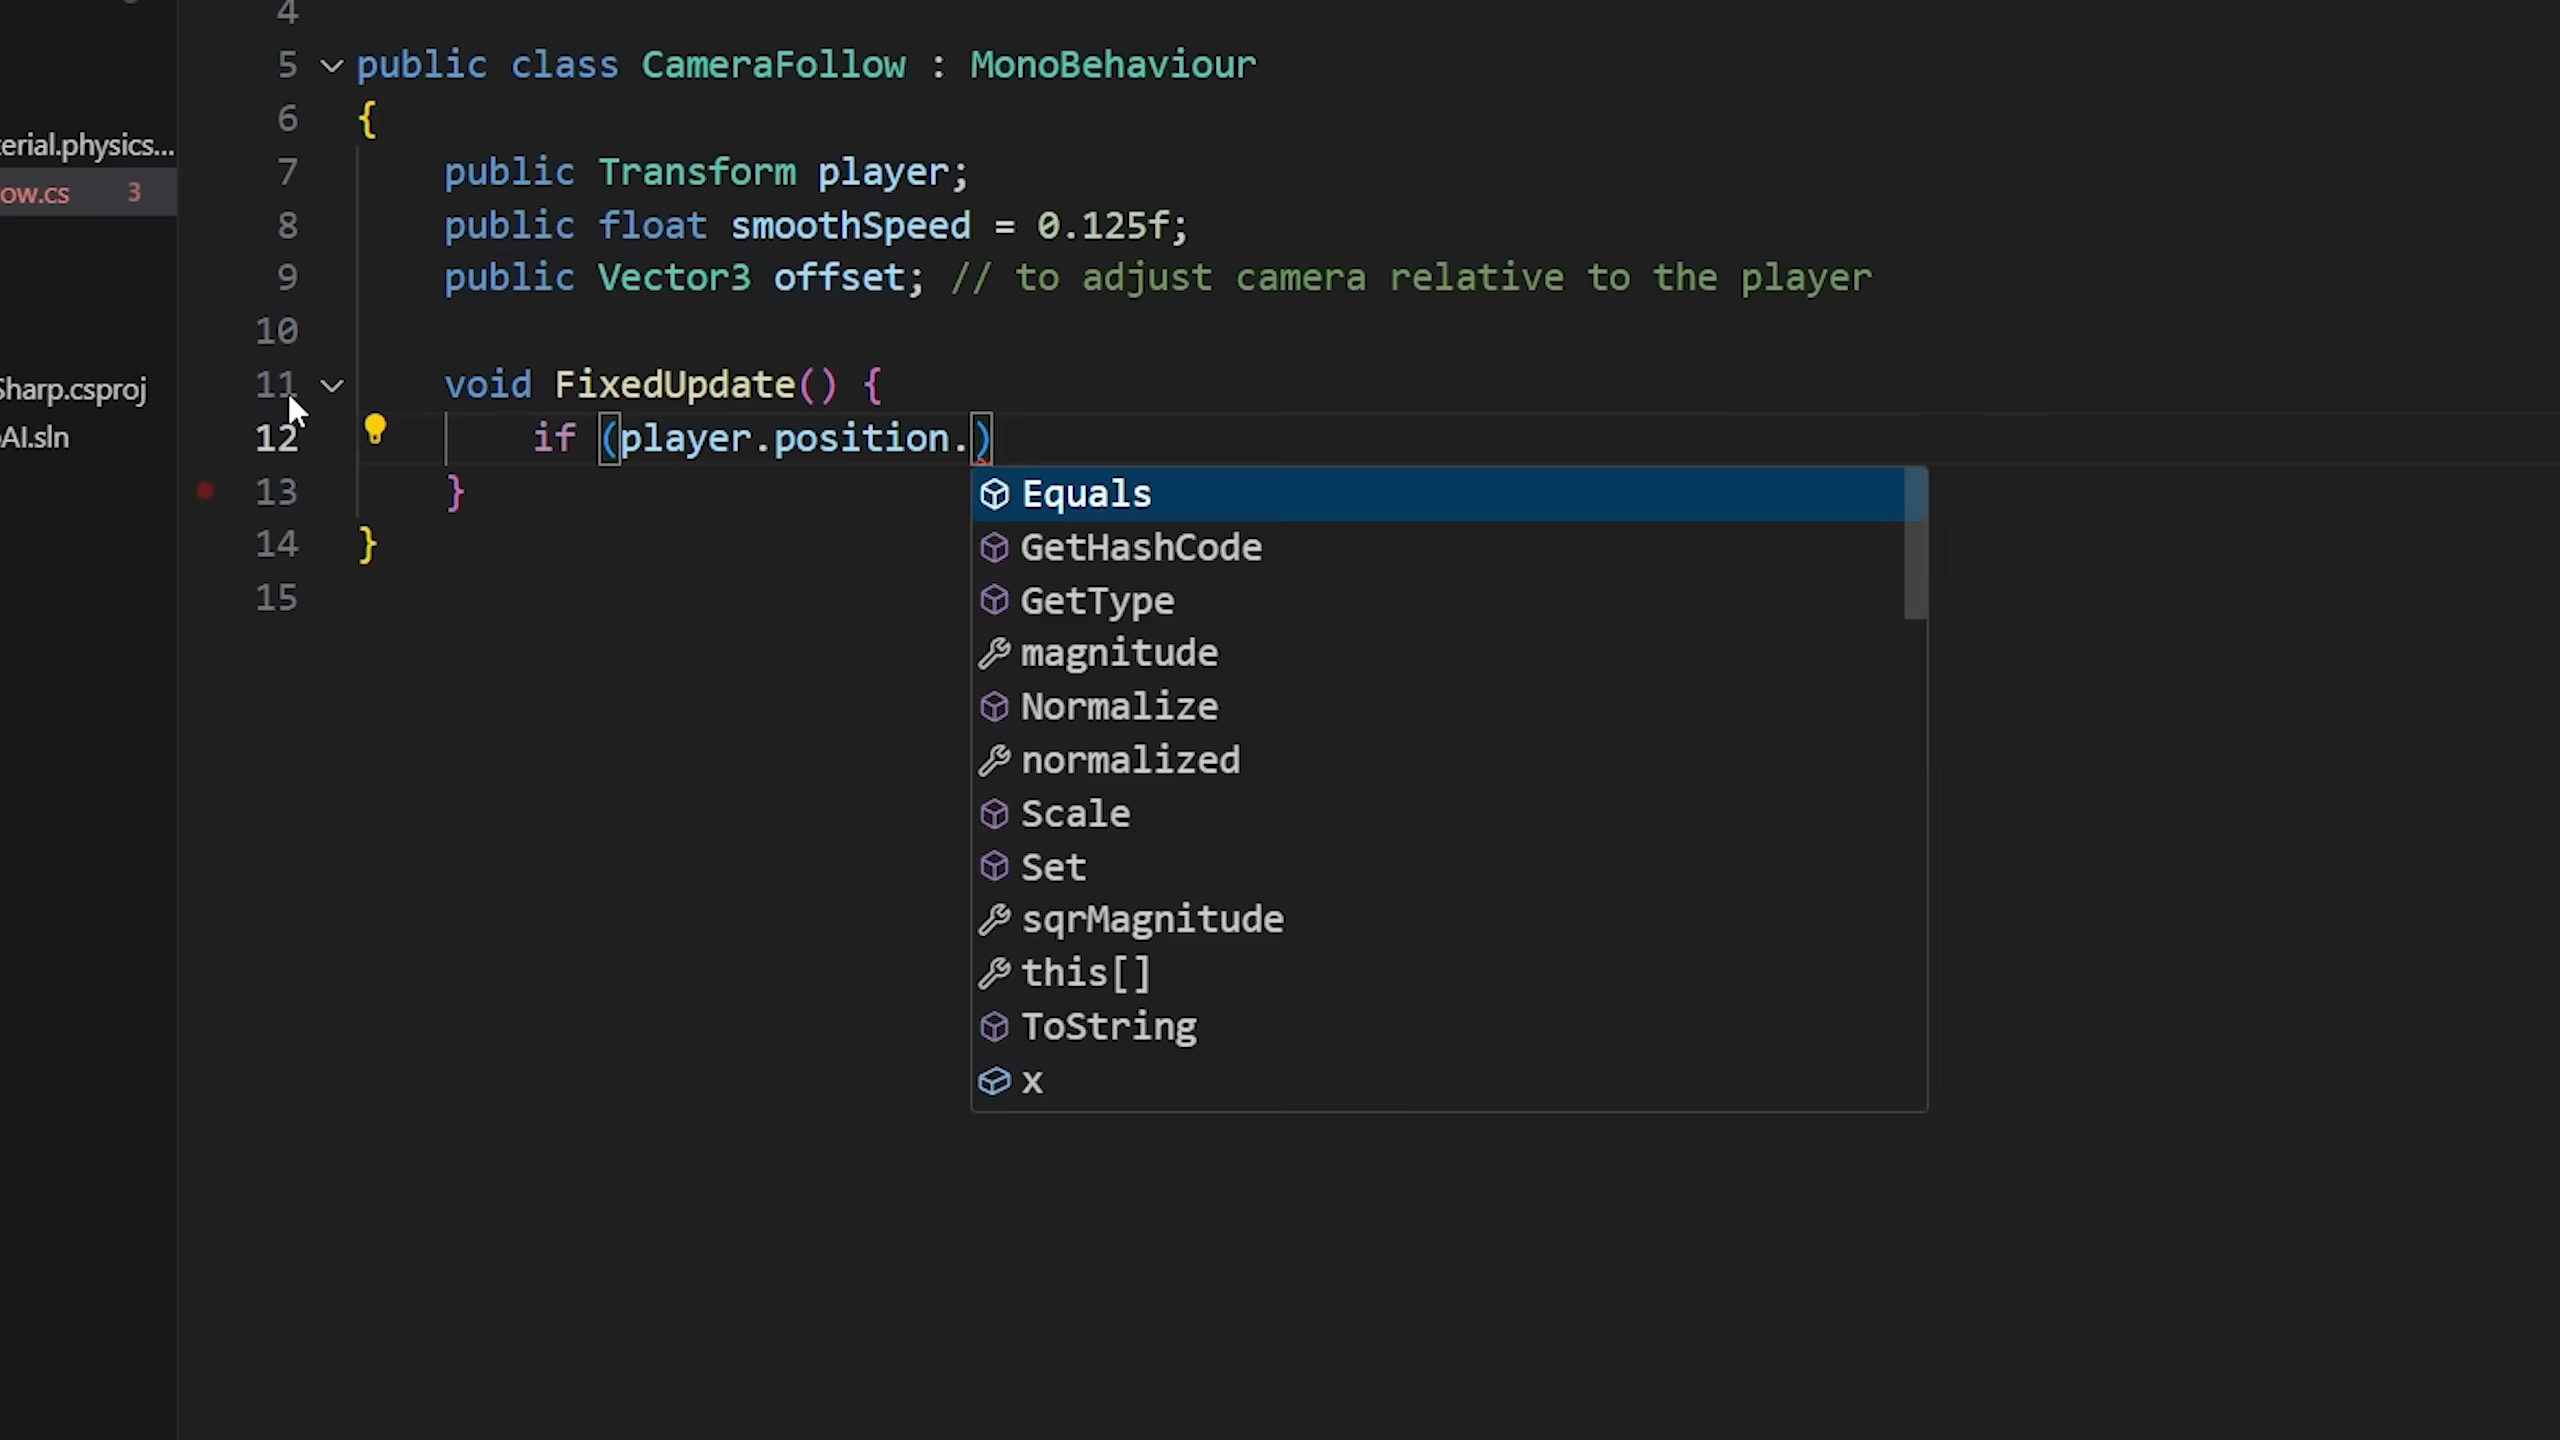 4
5 public class CameraFollow : MonoBehaviour
6 {
erial.physics...
7 public Transform player;
ow.cs 3
8 public float smoothSpeed = 0.125f;
9 public Vector3 offset; // to adjust camera relative to the player
10
11 void FixedUpdate() {
Sharp.csproj
12 if (player.position.)
AI.sln
13 }
Equals
14 }
GetHashCode
15
GetType
magnitude
Normalize
normalized
Scale
Set
sqrMagnitude
this[]
ToString
x